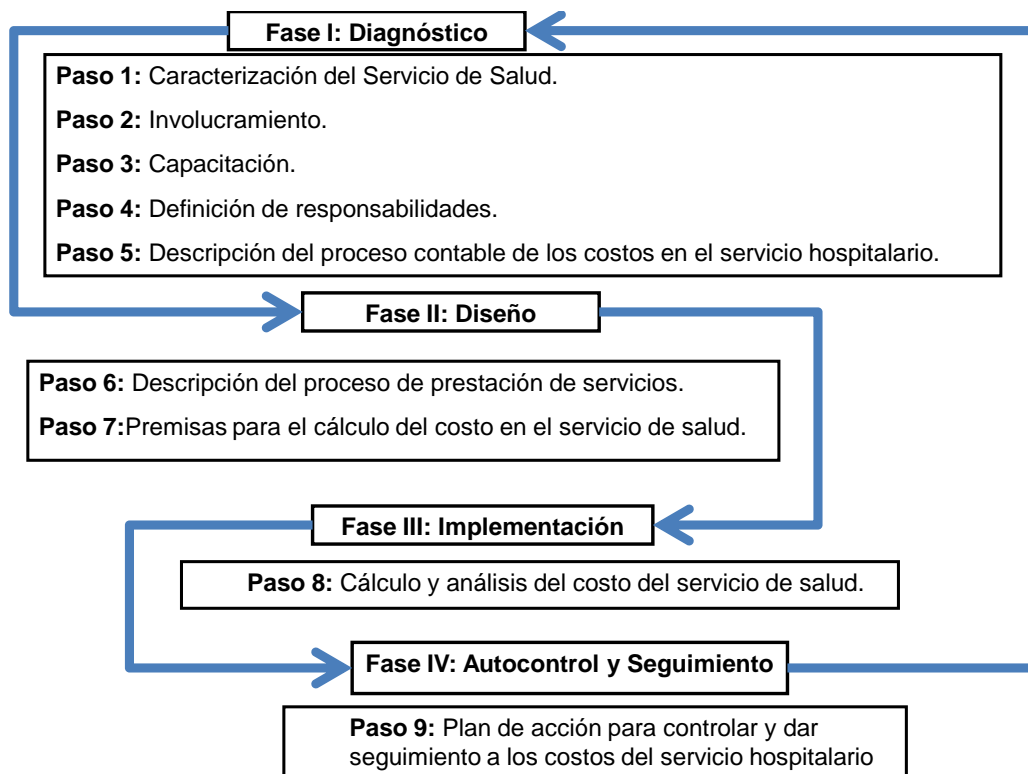 Fase I: Diagnóstico
Paso 1: Caracterización del Servicio de Salud.
Paso 2: Involucramiento.
Paso 3: Capacitación.
Paso 4: Definición de responsabilidades.
Paso 5: Descripción del proceso contable de los costos en el servicio hospitalario.
Fase II: Diseño
Paso 6: Descripción del proceso de prestación de servicios.
Paso 7:Premisas para el cálculo del costo en el servicio de salud.
Fase III: Implementación
Paso 8: Cálculo y análisis del costo del servicio de salud.
Fase IV: Autocontrol y Seguimiento
Paso 9: Plan de acción para controlar y dar
seguimiento a los costos del servicio hospitalario